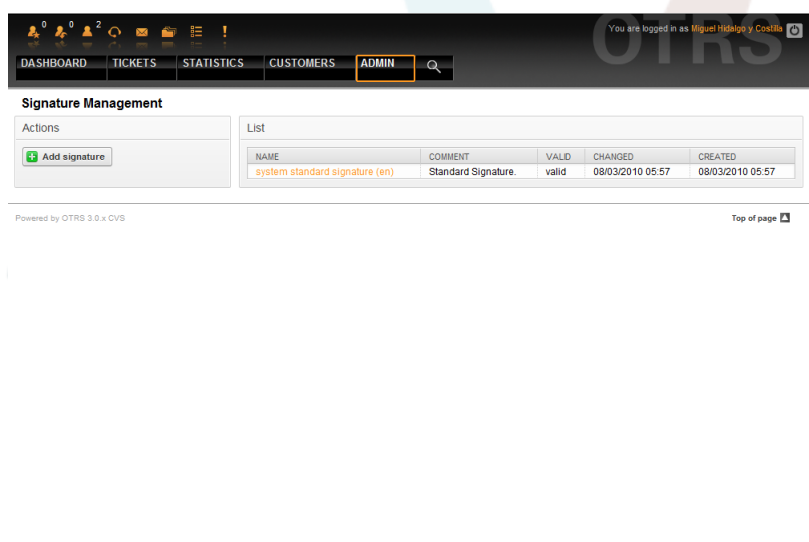 0 0 2
You are logged in as Miguel Hidalgo y Costilla
OTRS
DASHBOARD TICKETS STATISTICS CUSTOMERS ADMIN
Signature Management
Actions
Add signature
List
NAME COMMENT VALID CHANGED CREATED
system standard signature (en) Standard Signature. valid 08/03/2010 05:57 08/03/2010 05:57
Powered by OTRS 3.0.x CVS
Top of page